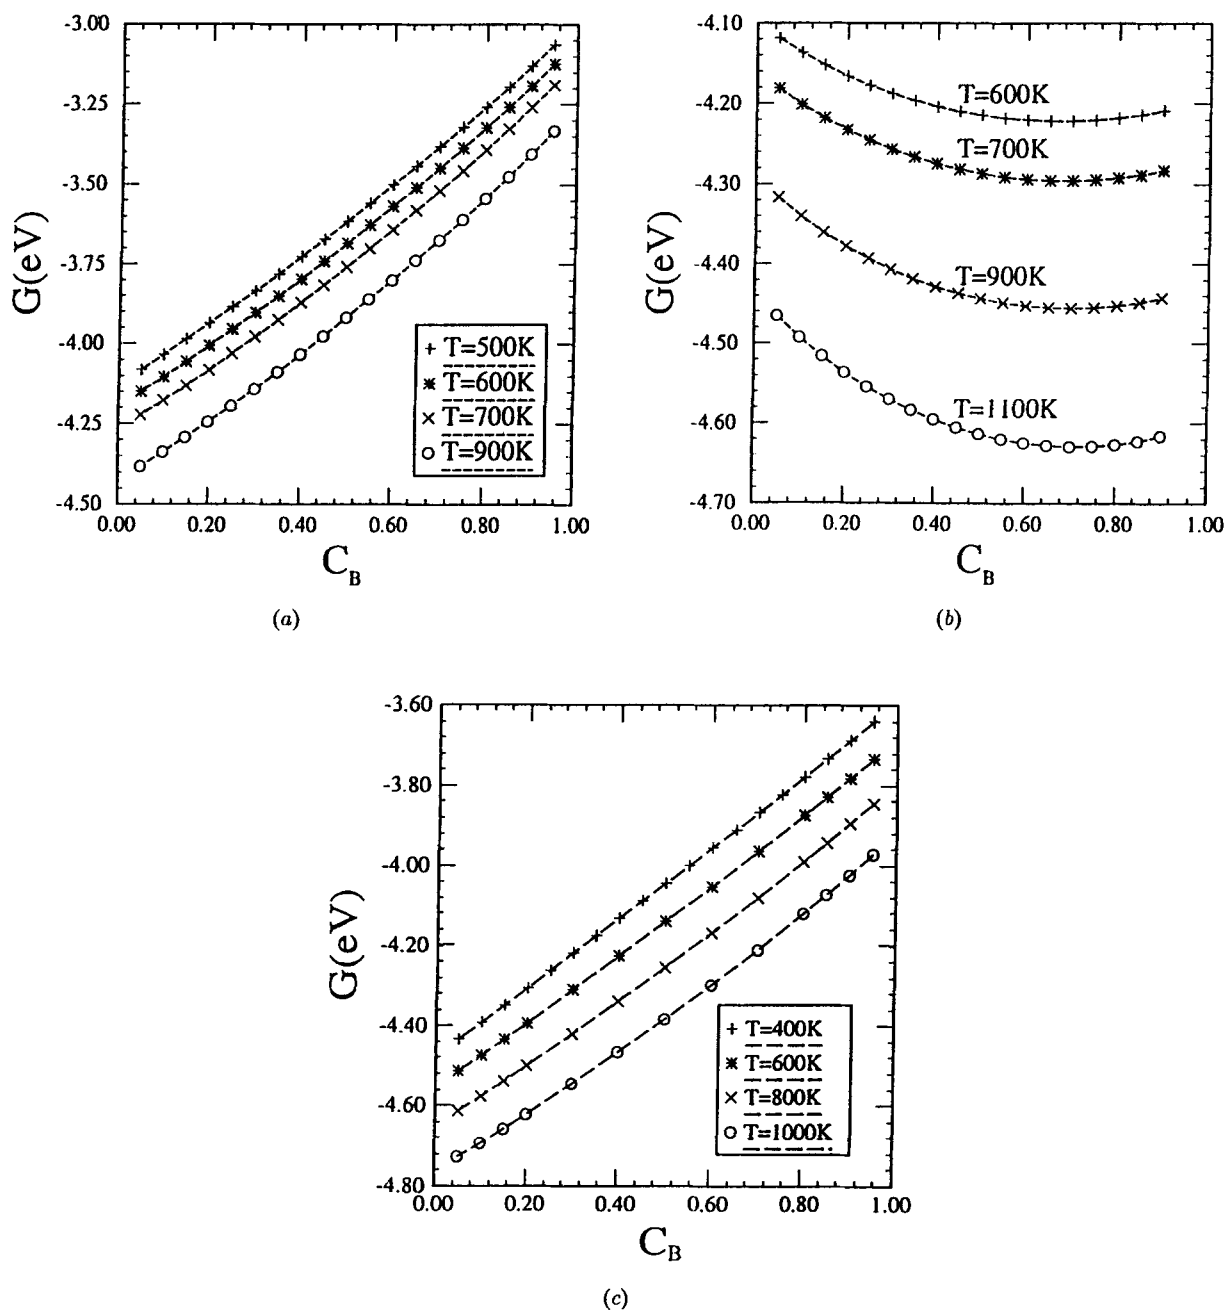 -3.00
-3.25
-3.50
-3.75
-4.00
-4.25
-4.50
G(eV)
T=500K
T=600K
T=700K
T=900K
0.00 0.20 0.40 0.60 0.80 1.00
C_B
(a)
-4.10
-4.20
-4.30
-4.40
-4.50
-4.60
-4.70
G(eV)
T=600K
T=700K
T=900K
T=1100K
0.00 0.20 0.40 0.60 0.80 1.00
C_B
(b)
-3.60
-3.80
-4.00
-4.20
-4.40
-4.60
-4.80
G(eV)
T=400K
T=600K
T=800K
T=1000K
0.00 0.20 0.40 0.60 0.80 1.00
C_B
(c)